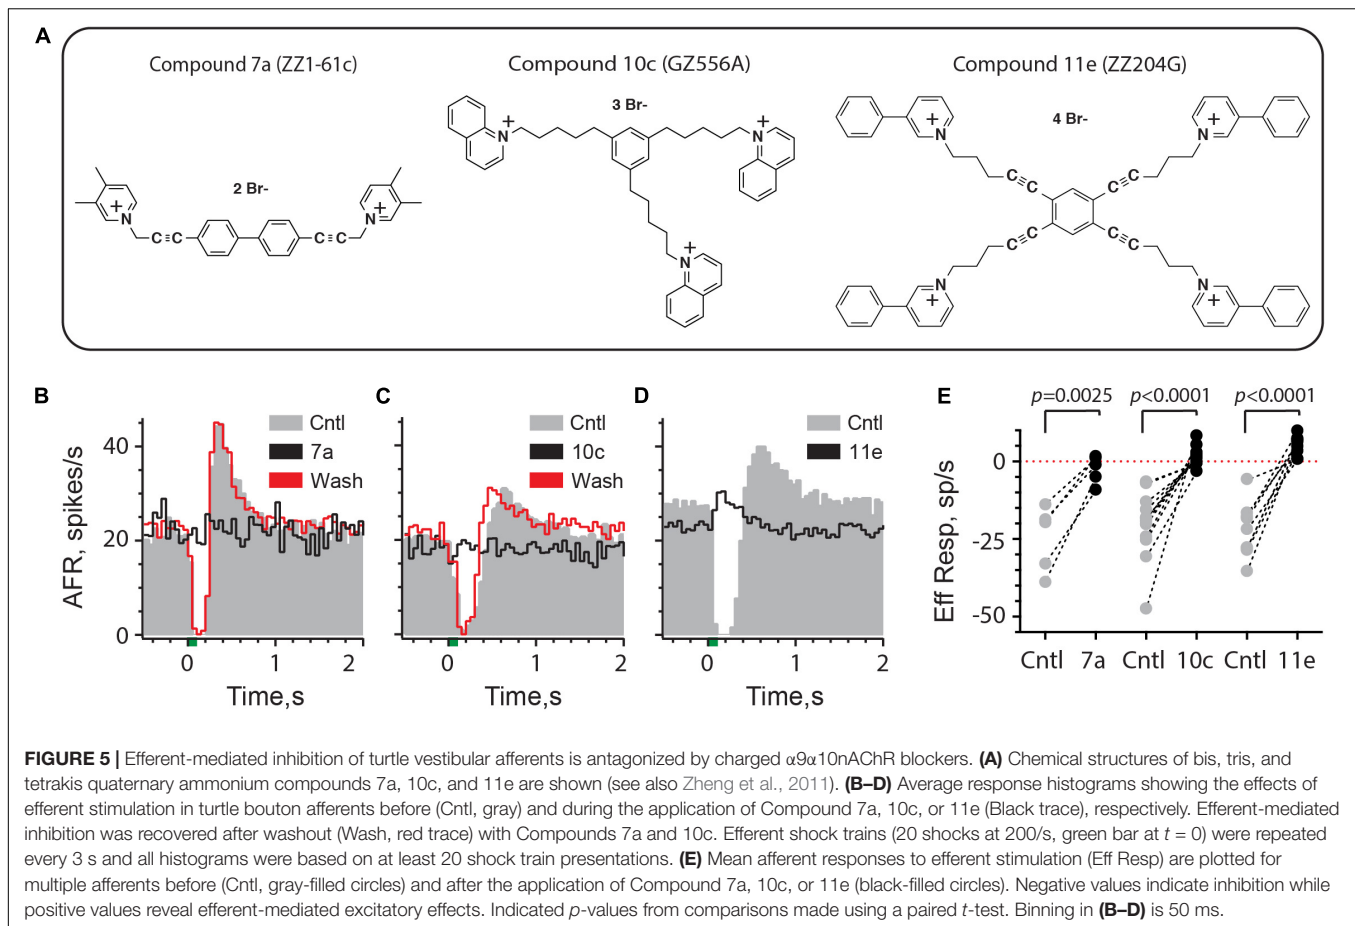 A
Compound 7a (ZZ1-61c)
Compound 10c (GZ556A)
Compound 11e (ZZ204G)
2 Br-
3 Br-
4 Br-
N
+
C≡C
C≡C
N
+
N
+
N
+
N
+
N
+
N
+
C≡C
C≡C
C≡C
C≡C
N
+
N
+
B
Cntl
7a
Wash
AFR, spikes/s
40
20
0
0 1 2
Time,s
C
Cntl
10c
Wash
0 1 2
Time,s
D
Cntl
11e
0 1 2
Time,s
E
p=0.0025 p<0.0001 p<0.0001
Eff Resp, sp/s
0
-25
-50
Cntl 7a Cntl 10c Cntl 11e
FIGURE 5 | Efferent-mediated inhibition of turtle vestibular afferents is antagonized by charged α9α10nAChR blockers. (A) Chemical structures of bis, tris, and
tetrakis quaternary ammonium compounds 7a, 10c, and 11e are shown (see also Zheng et al., 2011). (B–D) Average response histograms showing the effects of
efferent stimulation in turtle bouton afferents before (Cntl, gray) and during the application of Compound 7a, 10c, or 11e (Black trace), respectively. Efferent-mediated
inhibition was recovered after washout (Wash, red trace) with Compounds 7a and 10c. Efferent shock trains (20 shocks at 200/s, green bar at t = 0) were repeated
every 3 s and all histograms were based on at least 20 shock train presentations. (E) Mean afferent responses to efferent stimulation (Eff Resp) are plotted for
multiple afferents before (Cntl, gray-filled circles) and after the application of Compound 7a, 10c, or 11e (black-filled circles). Negative values indicate inhibition while
positive values reveal efferent-mediated excitatory effects. Indicated p-values from comparisons made using a paired t-test. Binning in (B–D) is 50 ms.